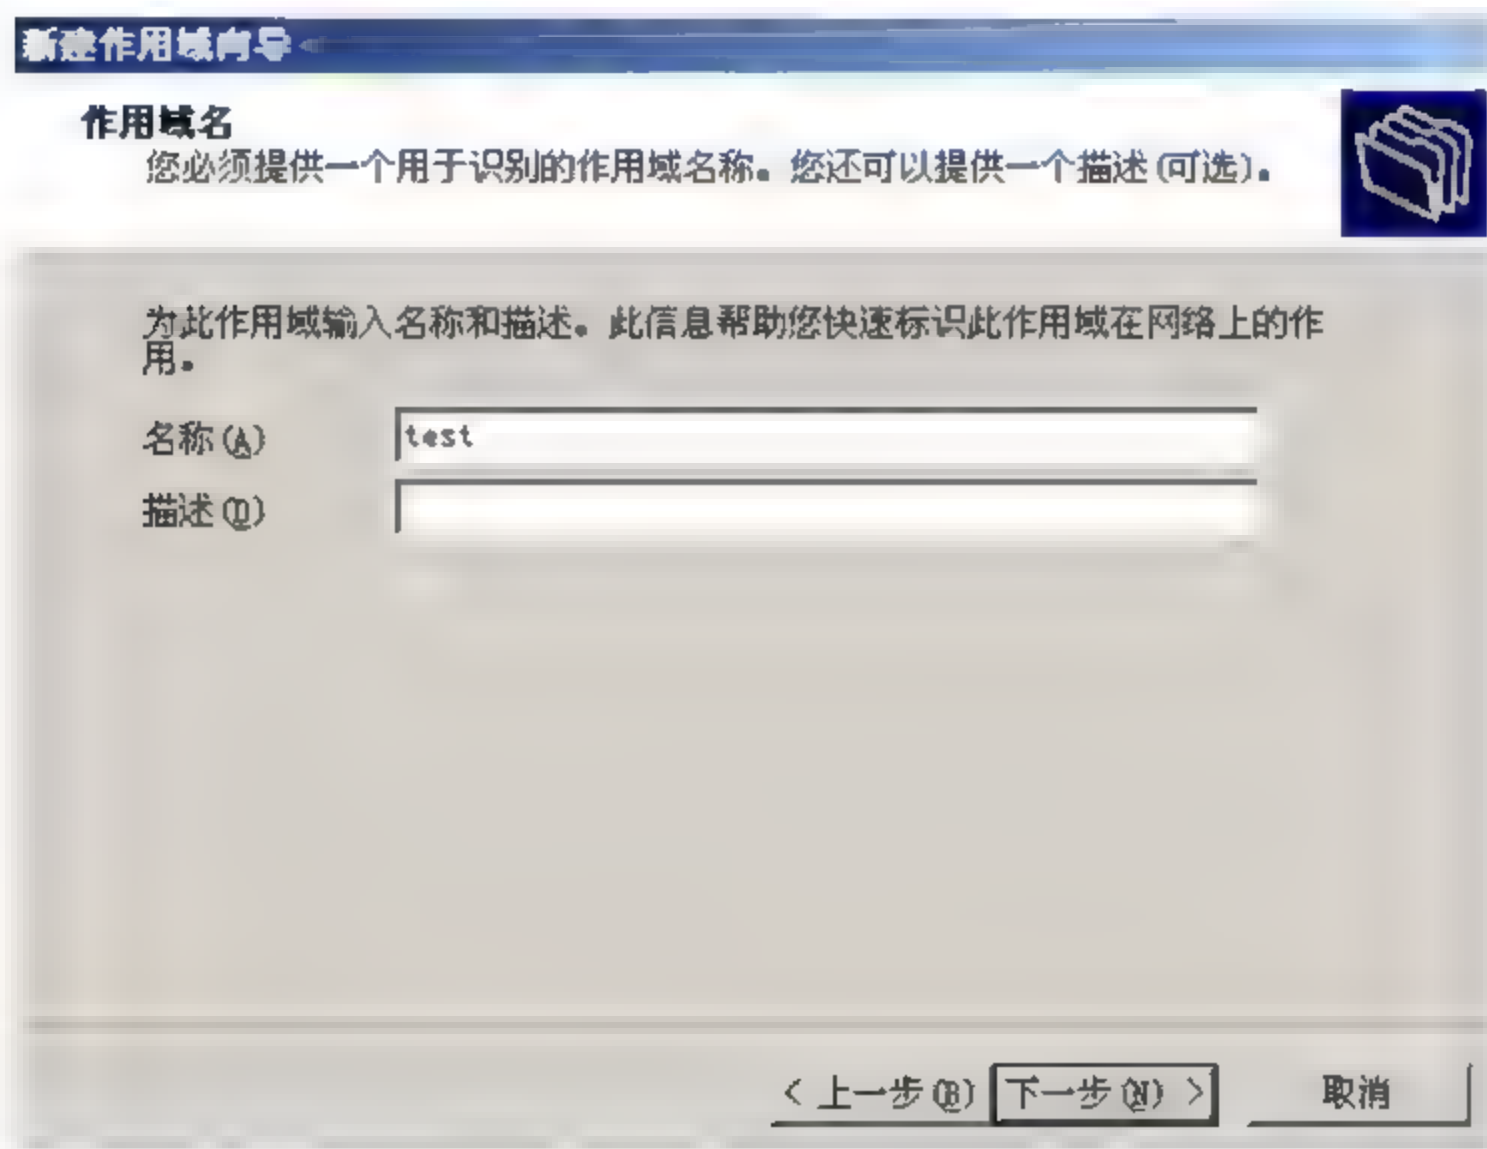 新建作用域向导
作用域名
您必须提供一个用于识别的作用域名称。您还可以提供一个描述(可选)。
为此作用域输入名称和描述。此信息帮助您快速标识此作用域在网络上的作
用。
名称(A) test
描述(D)
< 上一步(B) 下一步(N) > 取消